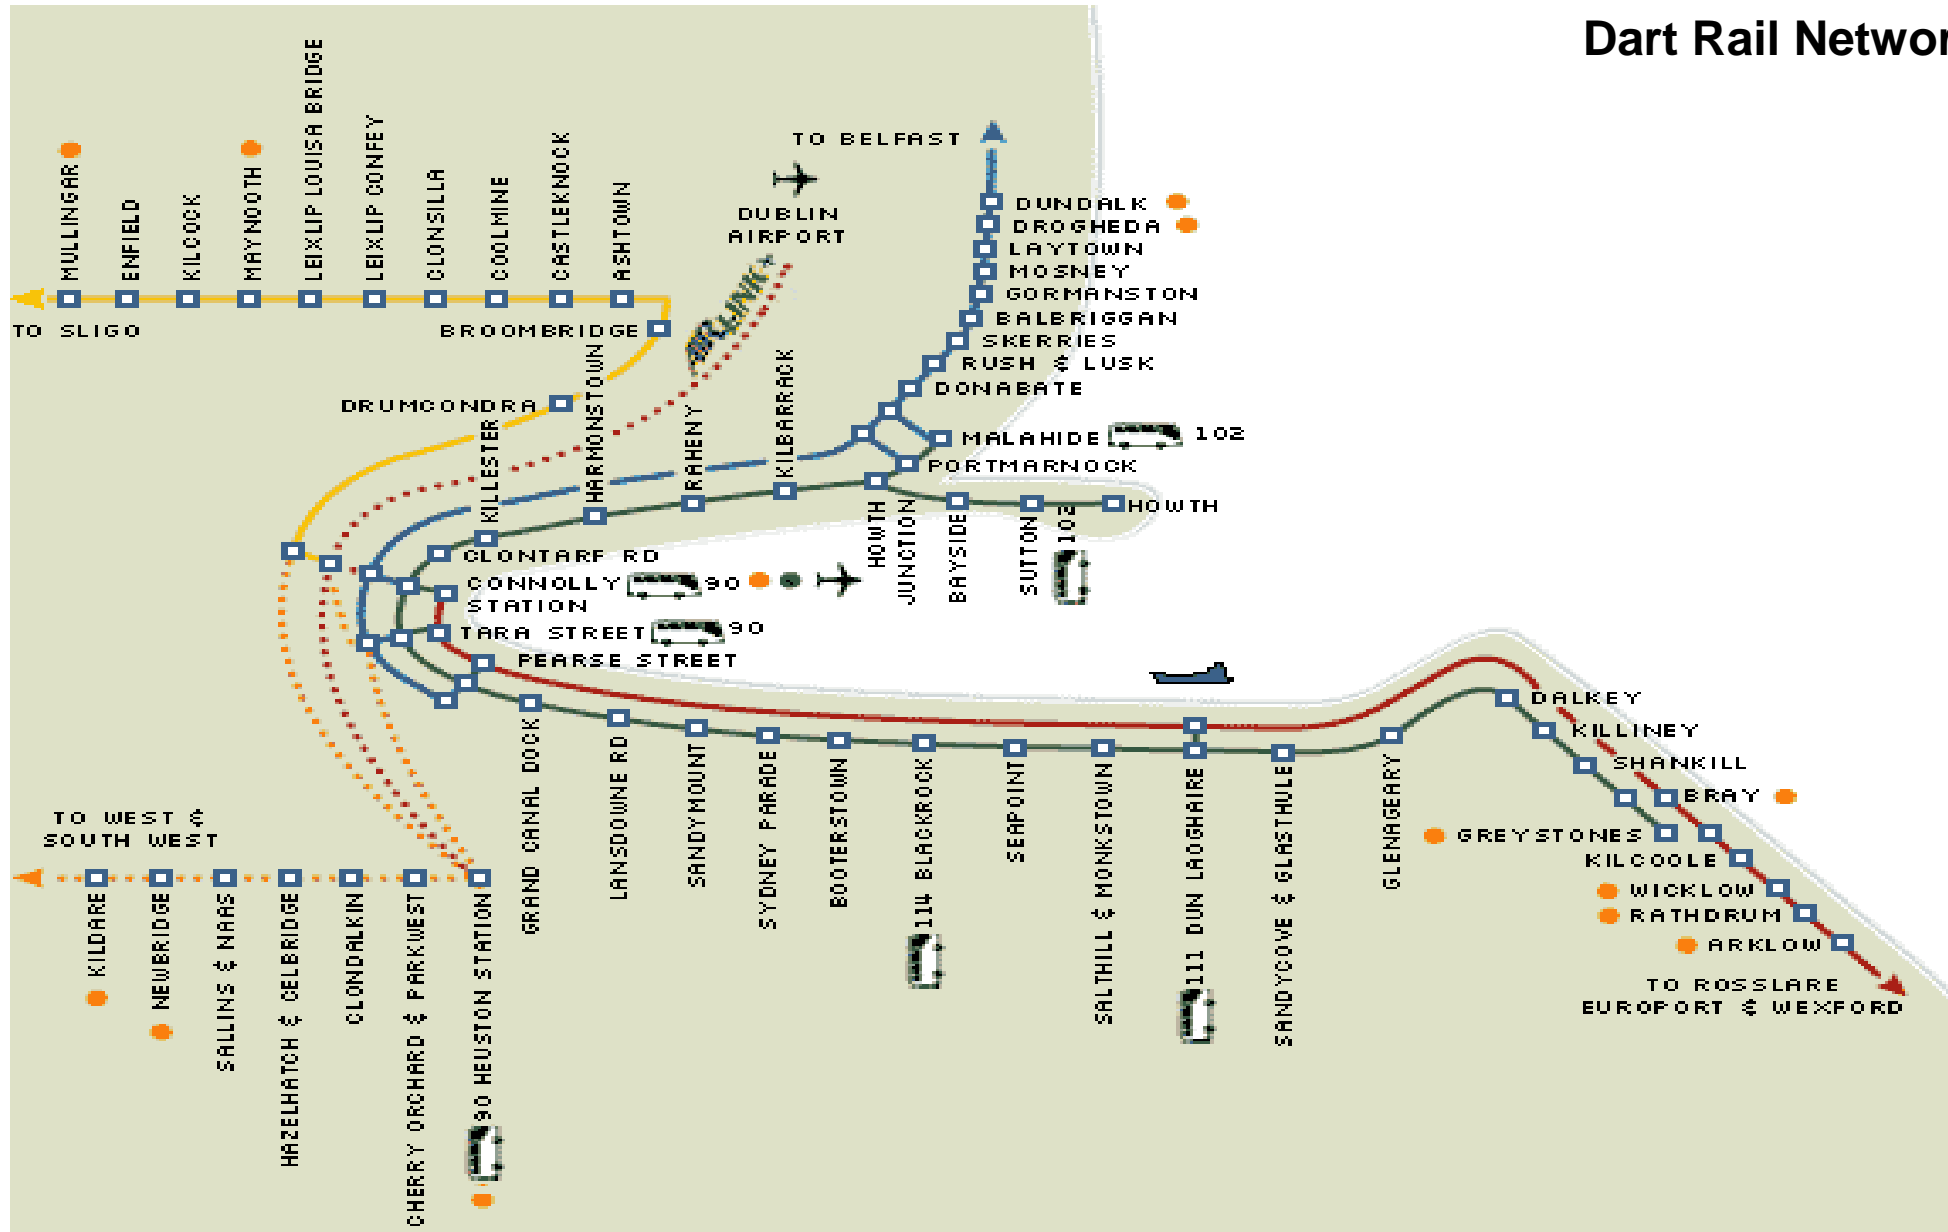 Dart Rail Networ
TO BELFAST
DUBLIN
AIRPORT
AIRLINK
MULLINGAR
ENFIELD
KILCOCK
MAYNOOTH
LEIXLIP LOUISA BRIDGE
LEIXLIP CONFEY
CLONSILLA
COOLMINE
CASTLEKNOCK
ASHTOWN
TO SLIGO
BROOMBRIDGE
DRUMCONDRA
DUNDALK
DROGHEDA
LAYTOWN
MOSNEY
GORMANSTON
BALBRIGGAN
SKERRIES
RUSH & LUSK
DONABATE
MALAHIDE 102
PORTMARNOCK
HOWTH
KILLESTER
HARMONSTOWN
RAHENY
KILBARRACK
HOWTH
JUNCTION
BAYSIDE
SUTTON 102
CLONTARF RD
CONNOLLY 90
STATION
TARA STREET 90
PEARSE STREET
GRAND CANAL DOCK
LANSDOWNE RD
SANDYMOUNT
SYDNEY PARADE
BOOTERSTOWN
114 BLACKROCK
SEAPOINT
SALTHILL & MONKSTOWN
111 DUN LAOGHAIRE
SANDYCOVE & GLASTHULE
GLENAGEARY
DALKEY
KILLINEY
SHANKILL
BRAY
GREYSTONES
KILCOOLE
WICKLOW
RATHDRUM
ARKLOW
TO ROSSLARE
EUROPORT & WEXFORD
TO WEST &
SOUTH WEST
KILDARE
NEWBRIDGE
SALLINS & NAAS
HAZELHATCH & CELBRIDGE
CLONDALKIN
CHERRY ORCHARD & PARKWEST
90 HEUSTON STATION